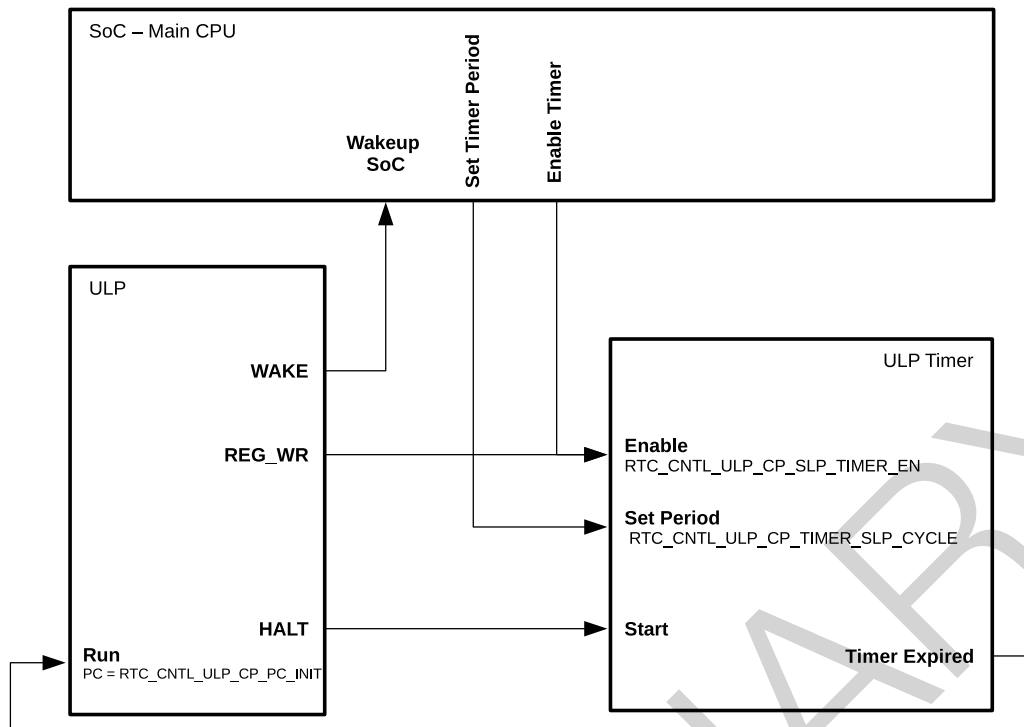 SoC – Main CPU
Wakeup
SoC
Set Timer Period
Enable Timer
ULP
WAKE
REG_WR
HALT
Run
PC = RTC_CNTL_ULP_CP_PC_INIT
ULP Timer
Enable
RTC_CNTL_ULP_CP_SLP_TIMER_EN
Set Period
RTC_CNTL_ULP_CP_TIMER_SLP_CYCLE
Start
Timer Expired
ARY